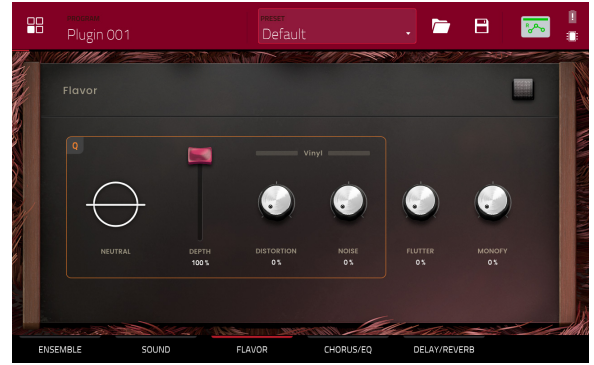 PROGRAM
PRESET
Plugin 001
Default
Flavor
Q
Vinyl
NEUTRAL
DEPTH
DISTORTION
NOISE
FLUTTER
MONOFY
100 %
0 %
0 %
0 %
0 %
ENSEMBLE
SOUND
FLAVOR
CHORUS/EQ
DELAY/REVERB